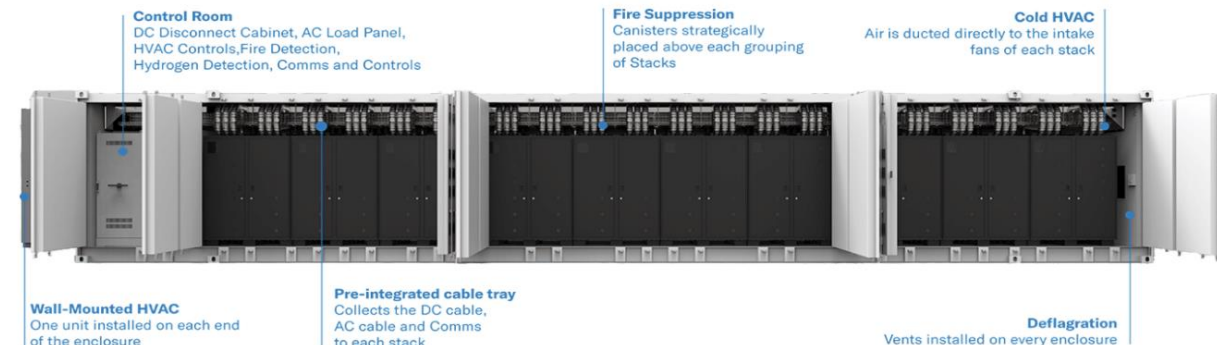 Control Room
DC Disconnect Cabinet, AC Load Panel,
HVAC Controls,Fire Detection,
Hydrogen Detection, Comms and Controls
Fire Suppression
Canisters strategically
placed above each grouping
of Stacks
Cold HVAC
Air is ducted directly to the intake
fans of each stack
Wall-Mounted HVAC
One unit installed on each end
of the enclosure
Pre-integrated cable tray
Collects the DC cable,
AC cable and Comms
to each stack
Deflagration
Vents installed on every enclosure